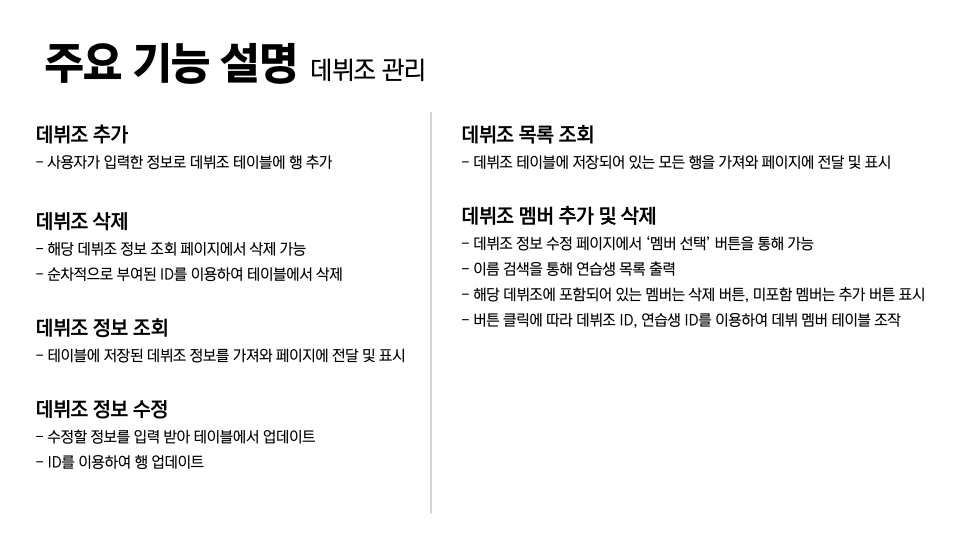 주요 기능 설명 데뷔조 관리
데뷔조 추가
- 사용자가 입력한 정보로 데뷔조 테이블에 행 추가
데뷔조 삭제
- 해당 데뷔조 정보 조회 페이지에서 삭제 가능
- 순차적으로 부여된 ID를 이용하여 테이블에서 삭제
데뷔조 정보 조회
- 테이블에 저장된 데뷔조 정보를 가져와 페이지에 전달 및 표시
데뷔조 정보 수정
- 수정할 정보를 입력 받아 테이블에서 업데이트
- ID를 이용하여 행 업데이트
데뷔조 목록 조회
- 데뷔조 테이블에 저장되어 있는 모든 행을 가져와 페이지에 전달 및 표시
데뷔조 멤버 추가 및 삭제
- 데뷔조 정보 수정 페이지에서 ‘멤버 선택’ 버튼을 통해 가능
- 이름 검색을 통해 연습생 목록 출력
- 해당 데뷔조에 포함되어 있는 멤버는 삭제 버튼, 미포함 멤버는 추가 버튼 표시
- 버튼 클릭에 따라 데뷔조 ID, 연습생 ID를 이용하여 데뷔 멤버 테이블 조작